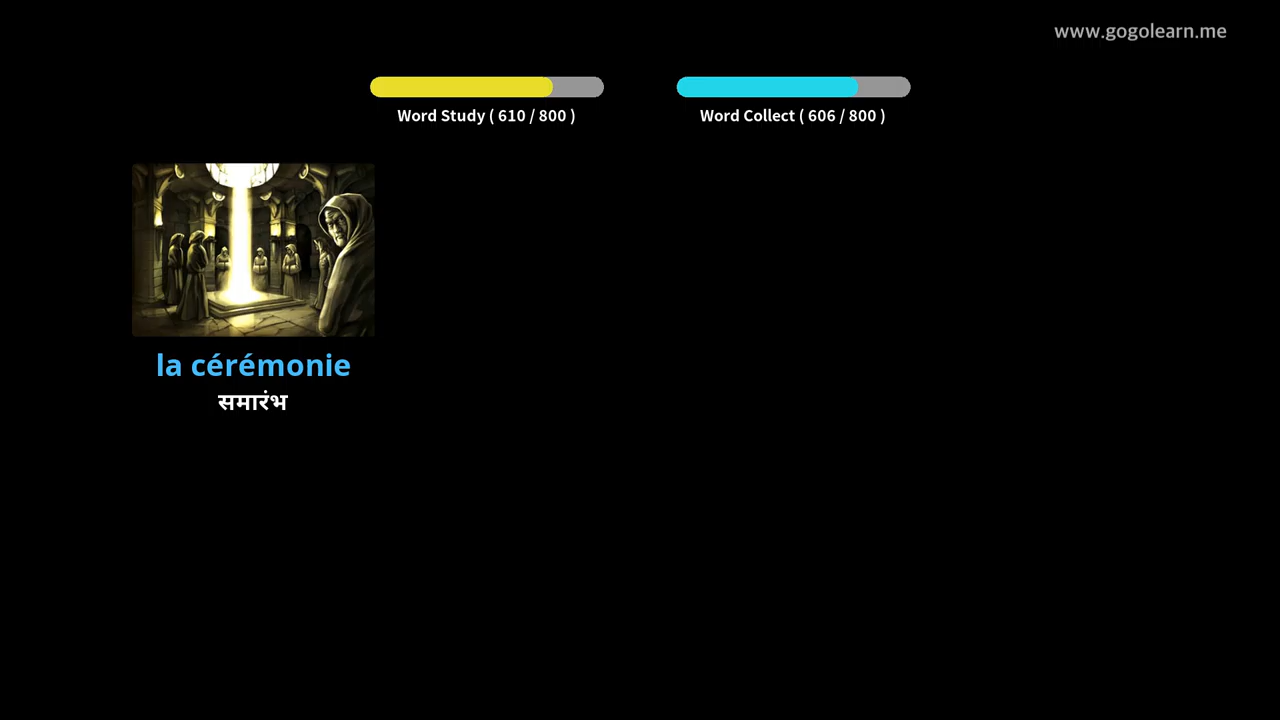 www.gogolearn.me
Word Study ( 610 / 800 )
Word Collect ( 606 / 800 )
la cérémonie
समारंभ